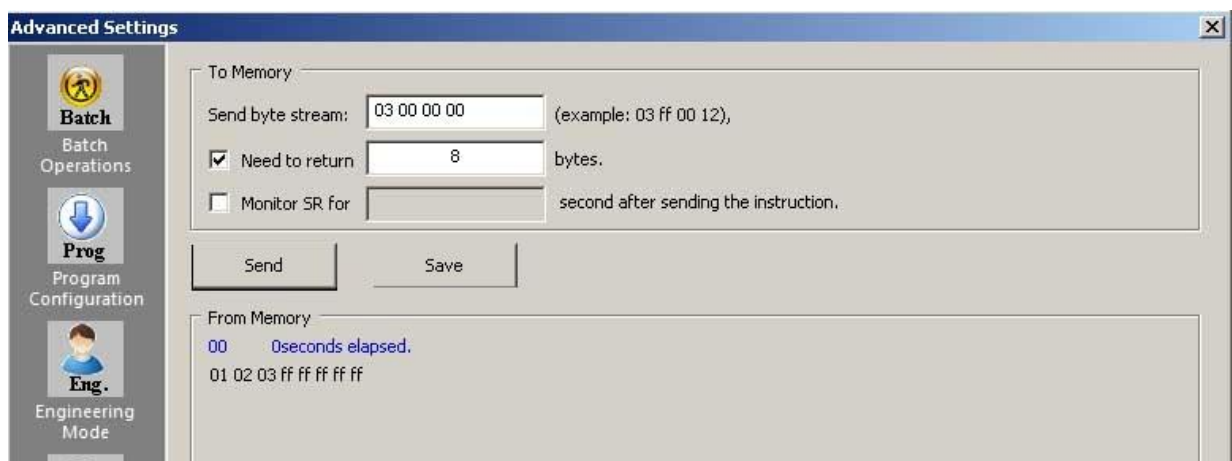 Advanced Settings
Batch
Batch
Operations
Prog
Program
Configuration
Eng.
Engineering
Mode
To Memory
Send byte stream: 03 00 00 00 (example: 03 ff 00 12),
Need to return 8 bytes.
Monitor SR for second after sending the instruction.
Send Save
From Memory
00 0seconds elapsed.
01 02 03 ff ff ff ff ff